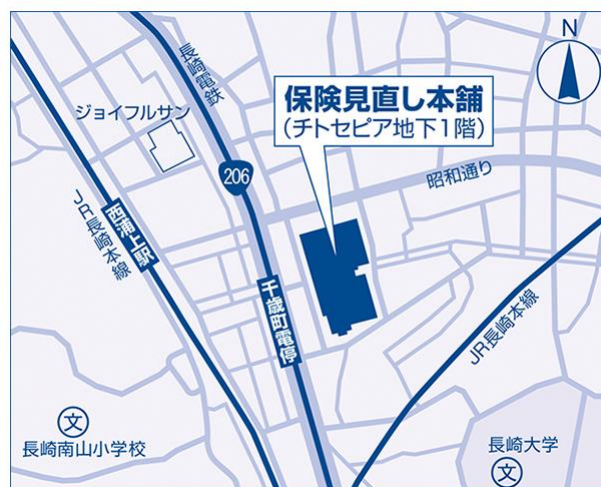 N
長崎電鉄
保険見直し本舗
(チトセピア地下1階)
ジョイフルサン
206
昭和通り
西浦上駅
JR長崎本線
千歳町電停
JR長崎本線
文
長崎南山小学校
長崎大学
文